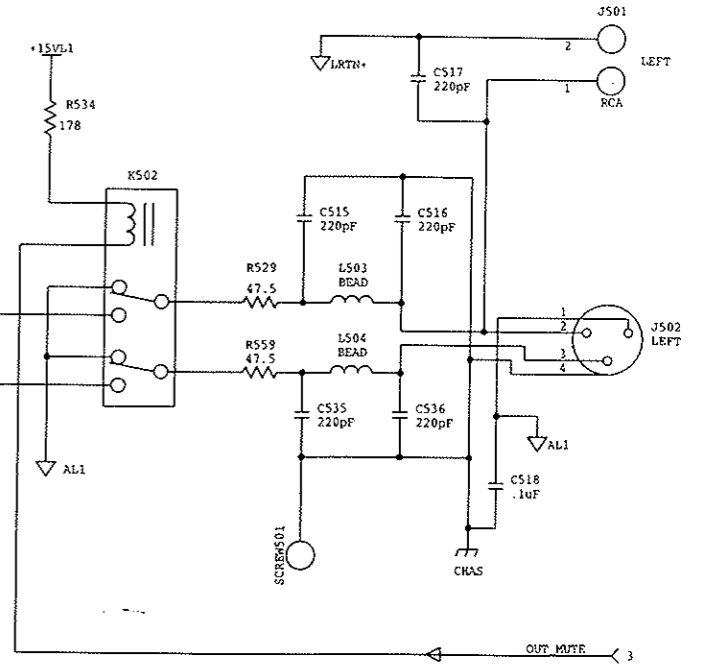 J501
+15VL1
2
LRTN+
LEFT
C517
220pF
1
RCA
R534
178
K502
C515
220pF
C516
220pF
R529
47.5
L503
BEAD
1
2
J502
LEFT
R559
47.5
L504
BEAD
3
4
C535
220pF
C536
220pF
AL1
AL1
C518
.1uF
SCREW501
CHAS
OUT MUTE
3